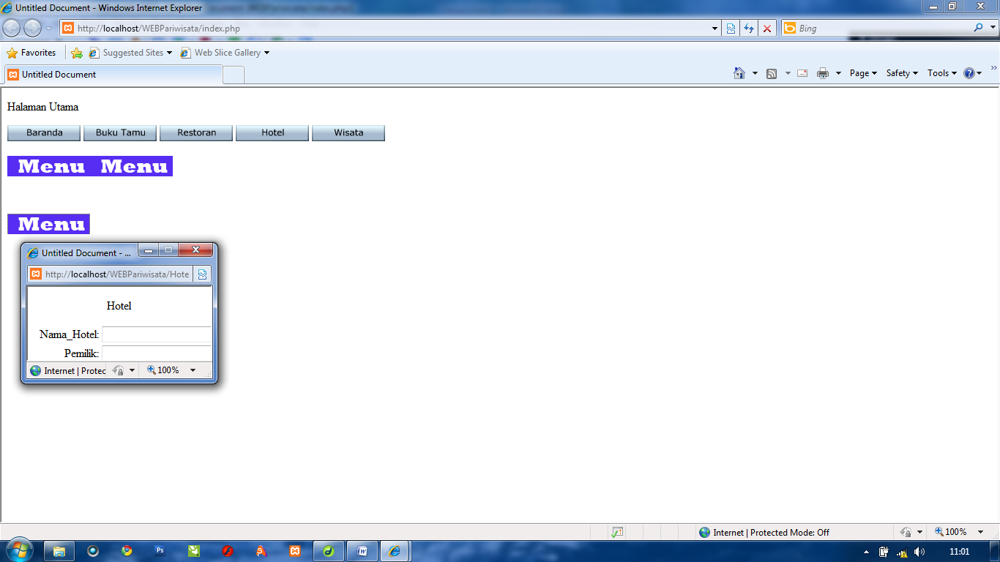 Untitled Document - Windows Internet Explorer
http://localhost/WEBPariwisata/index.php
Bing
Favorites
Suggested Sites
Web Slice Gallery
Untitled Document
Page
Safety
Tools
Halaman Utama
Baranda
Buku Tamu
Restoran
Hotel
Wisata
Menu Menu
Menu
Untitled Document - ...
http://localhost/WEBPariwisata/Hote
Hotel
Nama_Hotel:
Pemilik:
Internet | Protec
100%
Internet | Protected Mode: Off
100%
Ps
W
11:01